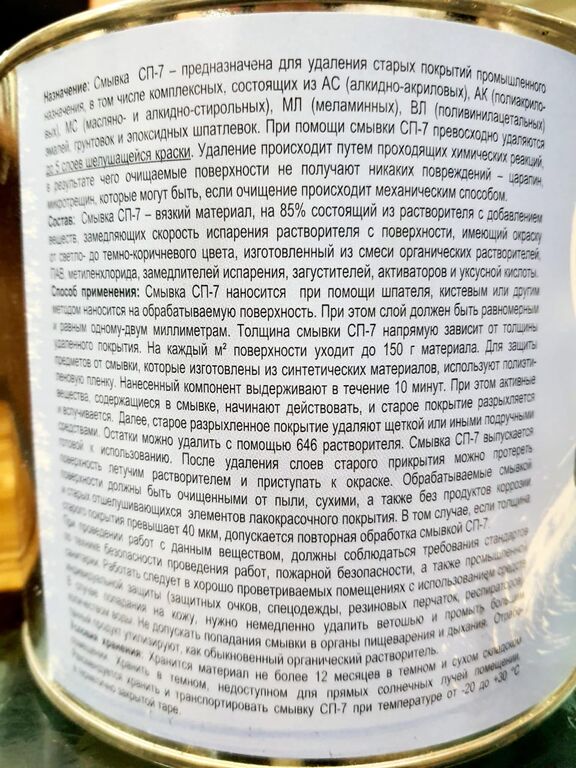 Назначение: Смывка СП-7 – предназначена для удаления старых покрытий промышленного
назначения, в том числе комплексных, состоящих из АС (алкидно-акриловых), АК (полиакрило-
вых), МС (масляно- и алкидно-стирольных), МЛ (меламинных), ВЛ (поливинилацетальных)
эмалей, грунтовок и эпоксидных шпатлевок. При помощи смывки СП-7 превосходно удаляются
до 5 слоев шелушащейся краски. Удаление происходит путем проходящих химических реакций,
в результате чего очищаемые поверхности не получают никаких повреждений – царапин,
микротрещин, которые могут быть, если очищение происходит механическим способом.
Состав: Смывка СП-7 – вязкий материал, на 85% состоящий из растворителя с добавлением
веществ, замедляющих скорость испарения растворителя с поверхности, имеющий окраску
от светло- до темно-коричневого цвета, изготовленный из смеси органических растворителей,
ПАВ, метиленхлорида, замедлителей испарения, загустителей, активаторов и уксусной кислоты.
Способ применения: Смывка СП-7 наносится при помощи шпателя, кистевым или другим
методом наносится на обрабатываемую поверхность. При этом слой должен быть равномерным
и равным одному-двум миллиметрам. Толщина смывки СП-7 напрямую зависит от толщины
удаленного покрытия. На каждый м² поверхности уходит до 150 г материала. Для защиты
предметов от смывки, которые изготовлены из синтетических материалов, используют полиэти-
леновую пленку. Нанесенный компонент выдерживают в течение 10 минут. При этом активные
вещества, содержащиеся в смывке, начинают действовать, и старое покрытие разрыхляется
и вспучивается. Далее, старое разрыхленное покрытие удаляют щеткой или иными подручными
средствами. Остатки можно удалить с помощью 646 растворителя. Смывка СП-7 выпускается
готовой к использованию. После удаления слоев старого прикрытия можно протереть
поверхность летучим растворителем и приступать к окраске. Обрабатываемые смывкой
поверхности должны быть очищенными от пыли, сухими, а также без продуктов коррозии
и старых отшелушивающихся элементов лакокрасочного покрытия. В том случае, если толщина
старого покрытия превышает 40 мкм, допускается повторная обработка смывкой СП-7.
При проведении работ с данным веществом, должны соблюдаться требования стандартов
по технике безопасности проведения работ, пожарной безопасности, а также промышленной
санитарии. Работать следует в хорошо проветриваемых помещениях с использованием средств
индивидуальной защиты (защитных очков, спецодежды, резиновых перчаток, респираторов
В случае попадания на кожу, нужно немедленно удалить ветошью и промыть большим
количеством воды. Не допускать попадания смывки в органы пищеварения и дыхания. Отрабо-
продукт утилизируют, как обыкновенный органический растворитель.
Условия хранения: Хранится материал не более 12 месяцев в темном и сухом складском
помещении. Хранить в темном, недоступном для прямых солнечных лучей помещении.
Рекомендуется хранить и транспортировать смывку СП-7 при температуре от -20 до +30 °С
в герметично закрытой таре.